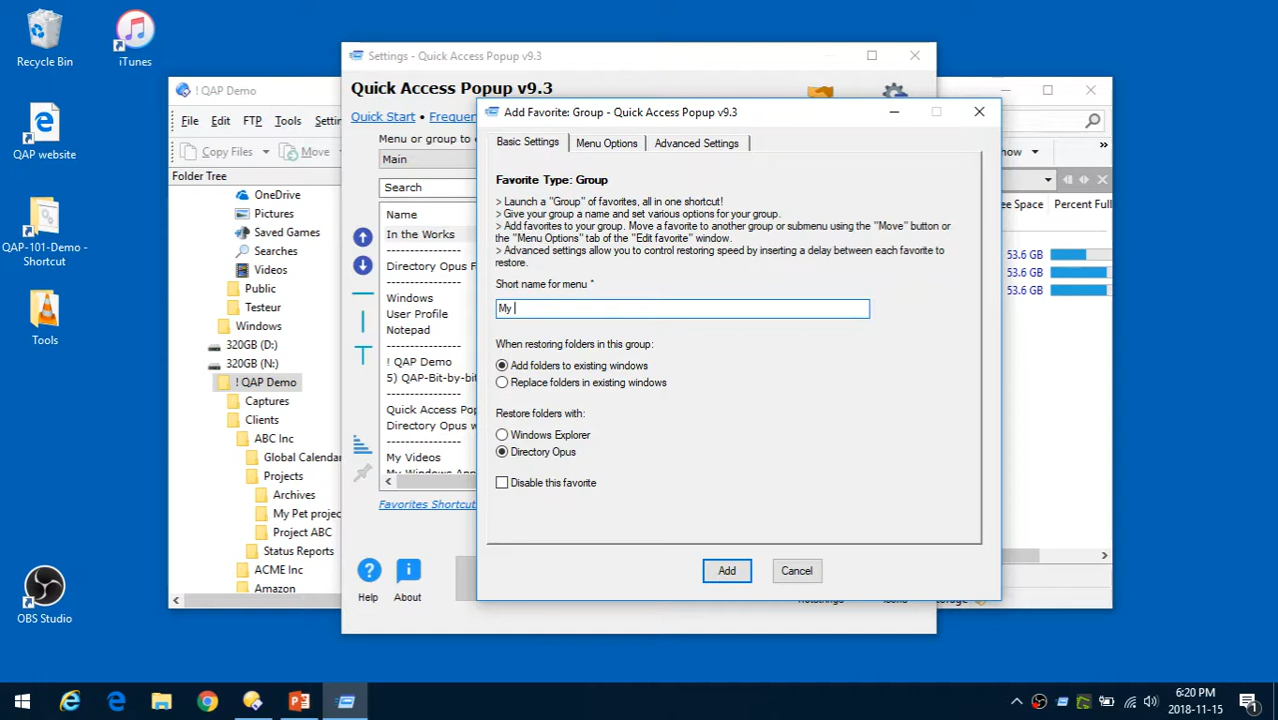 Recycle Bin
iTunes
QAP website
QAP-101-Demo -
Shortcut
Tools
OBS Studio
! QAP Demo
File Edit FTP Tools
Copy Files Move
Folder Tree
OneDrive
Pictures
Saved Games
Searches
Videos
Public
Testeur
Windows
320GB (D:)
320GB (N:)
! QAP Demo
Captures
Clients
ABC Inc
Global Calenda
Projects
Archives
My Pet projec
Project ABC
Status Reports
ACME Inc
Amazon
Settings - Quick Access Popup v9.3
Quick Access Popup v9.3
Quick Start • Frequen
Menu or group to e
Main
Search
Name
In the Works
---------------
Directory Opus F
---------------
Windows
User Profile
Notepad
---------------
! QAP Demo
5) QAP-Bit-by-bit
---------------
Quick Access Pop
Directory Opus w
---------------
My Videos
Favorites Shortcut
Help About
Add Favorite: Group - Quick Access Popup v9.3
Basic Settings Menu Options Advanced Settings
Favorite Type: Group
> Launch a "Group" of favorites, all in one shortcut!
> Give your group a name and set various options for your group.
> Add favorites to your group. Move a favorite to another group or submenu using the "Move" button or
the "Menu Options" tab of the "Edit favorite" window.
> Advanced settings allow you to control restoring speed by inserting a delay between each favorite to
restore.
Short name for menu *
My
When restoring folders in this group:
Add folders to existing windows
Replace folders in existing windows
Restore folders with:
Windows Explorer
Directory Opus
Disable this favorite
Add Cancel
ee Space Percent Full
53.6 GB
53.6 GB
53.6 GB
6:20 PM
2018-11-15
1